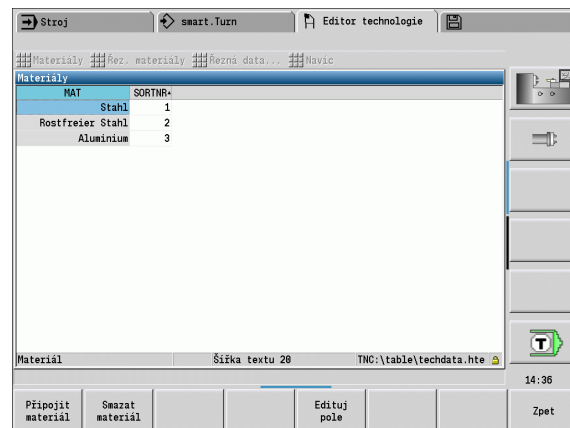 Stroj
smart.Turn
Editor technologie
Materiály Řez. materiály Řezná data... Navíc
Materiály
MAT SORTNR
Stahl 1
Rostfreier Stahl 2
Aluminium 3
Materiál Šířka textu 20 TNC:\table\techdata.hte
T
14:36
Připojit materiál
Smazat materiál
Edituj pole
Zpet